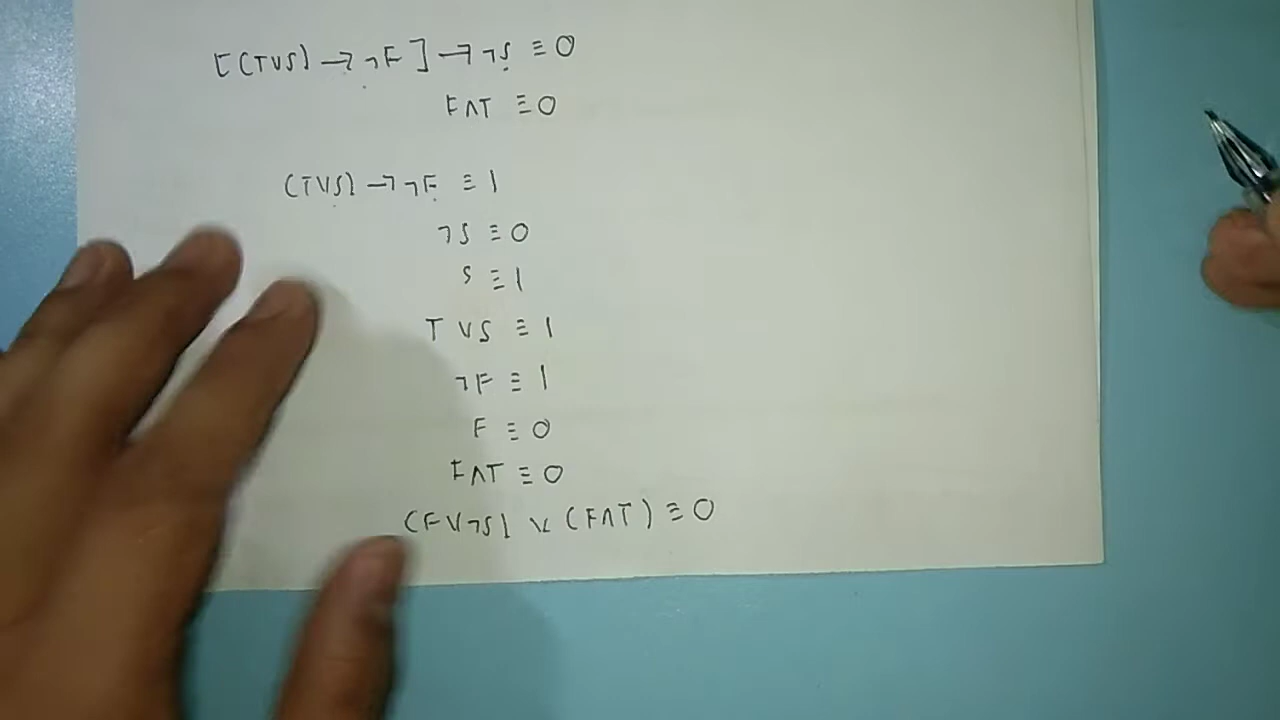 [(T∨S) → ¬F] → ¬S ≡ 0
F∧T ≡ 0
(T∨S) → ¬F ≡ 1
¬S ≡ 0
S ≡ 1
T ∨ S ≡ 1
¬F ≡ 1
F ≡ 0
F∧T ≡ 0
(F∨¬S) ⊻ (F∧T) ≡ 0